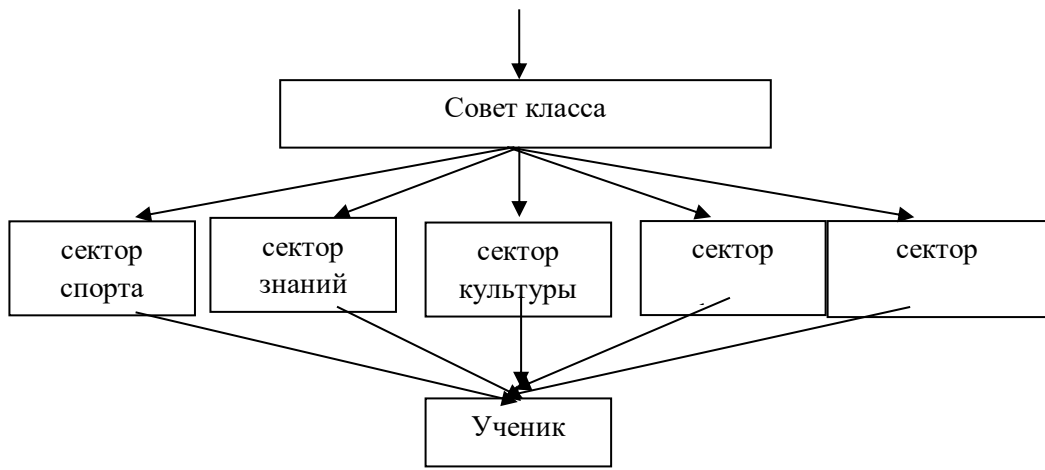 Совет класса
сектор
спорта
сектор
знаний
сектор
культуры
сектор
сектор
Ученик